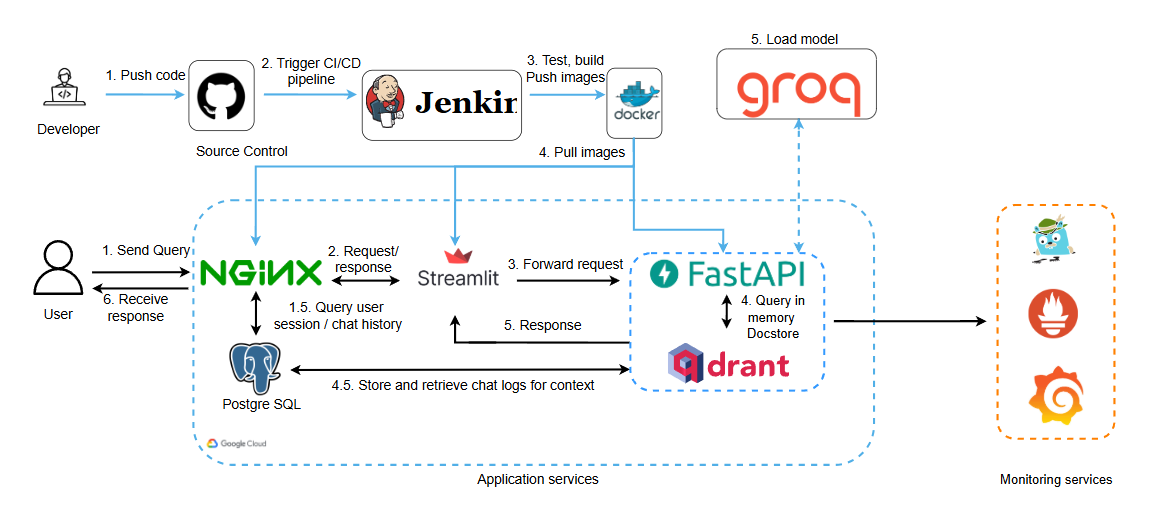 5. Load model
1. Push code
2. Trigger CI/CD
pipeline
3. Test, build
Push images
groq
Jenkin
docker
Developer
Source Control
4. Pull images
1. Send Query
NGINX
2. Request/
response
Streamlit
3. Forward request
FastAPI
6. Receive
response
User
1.5. Query user
session / chat history
4. Query in
memory
Docstore
5. Response
qdrant
4.5. Store and retrieve chat logs for context
Postgre SQL
Google Cloud
Application services
Monitoring services